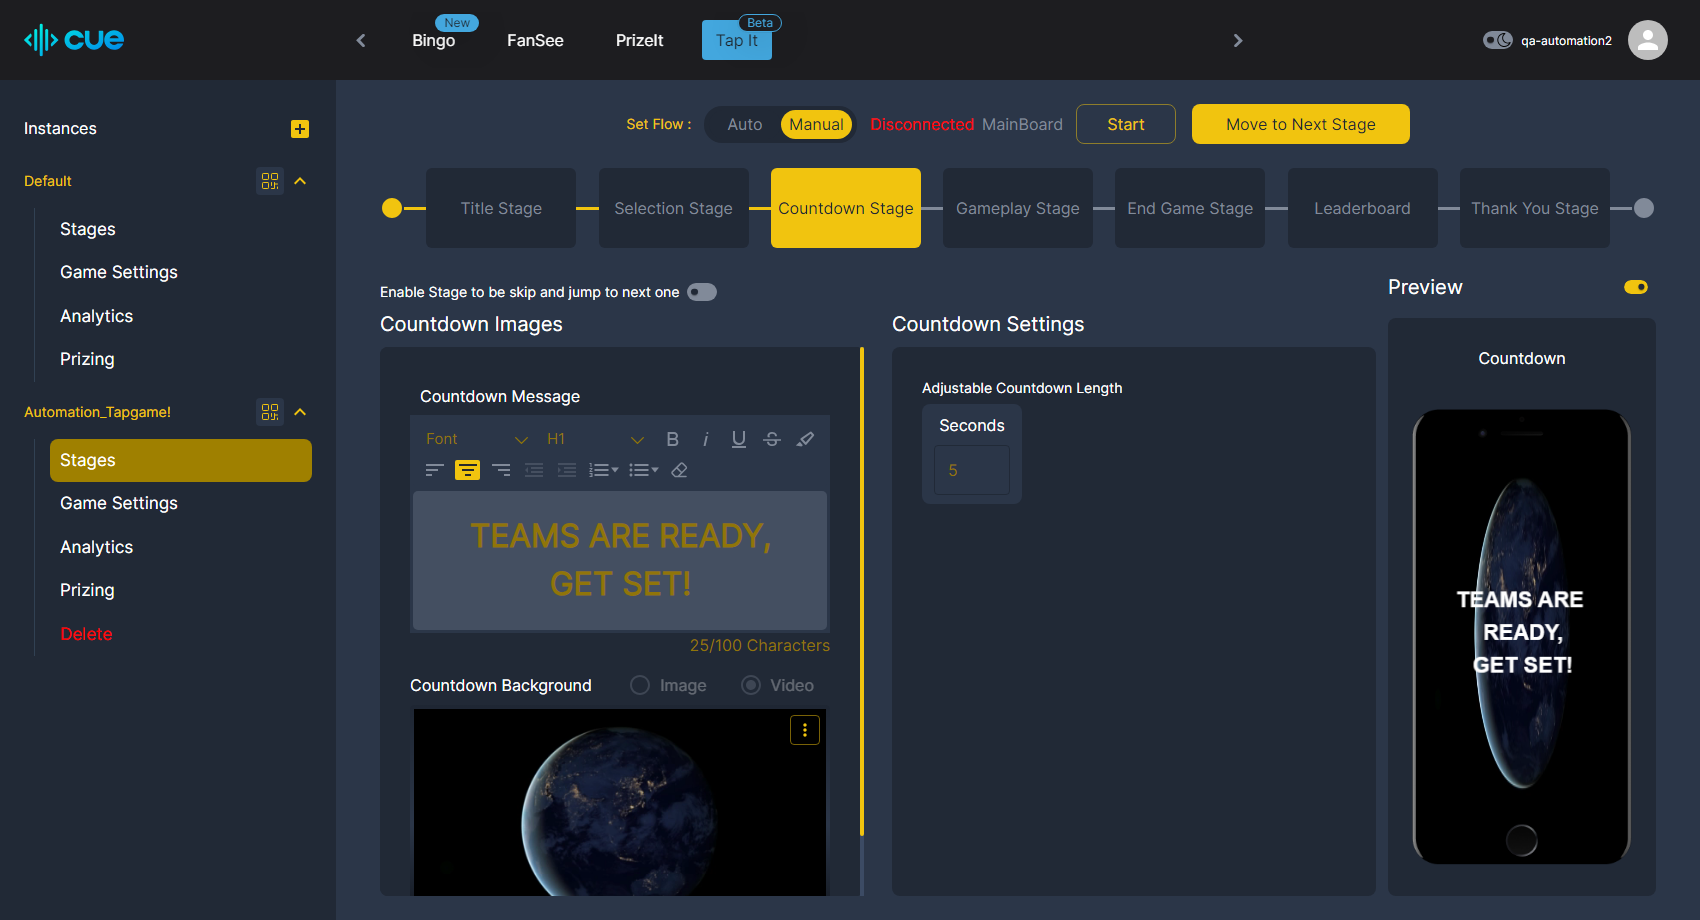 cue
New
Bingo
FanSee
PrizeIt
Beta
Tap It
qa-automation2
Instances
Default
Stages
Game Settings
Analytics
Prizing
Automation_Tapgame!
Stages
Game Settings
Analytics
Prizing
Delete
Set Flow :
Auto
Manual
Disconnected MainBoard
Start
Move to Next Stage
Title Stage
Selection Stage
Countdown Stage
Gameplay Stage
End Game Stage
Leaderboard
Thank You Stage
Enable Stage to be skip and jump to next one
Countdown Images
Countdown Message
Font
H1
B
i
U
S
TEAMS ARE READY,
GET SET!
25/100 Characters
Countdown Background
Image
Video
Countdown Settings
Adjustable Countdown Length
Seconds
5
Preview
Countdown
TEAMS ARE
READY,
GET SET!